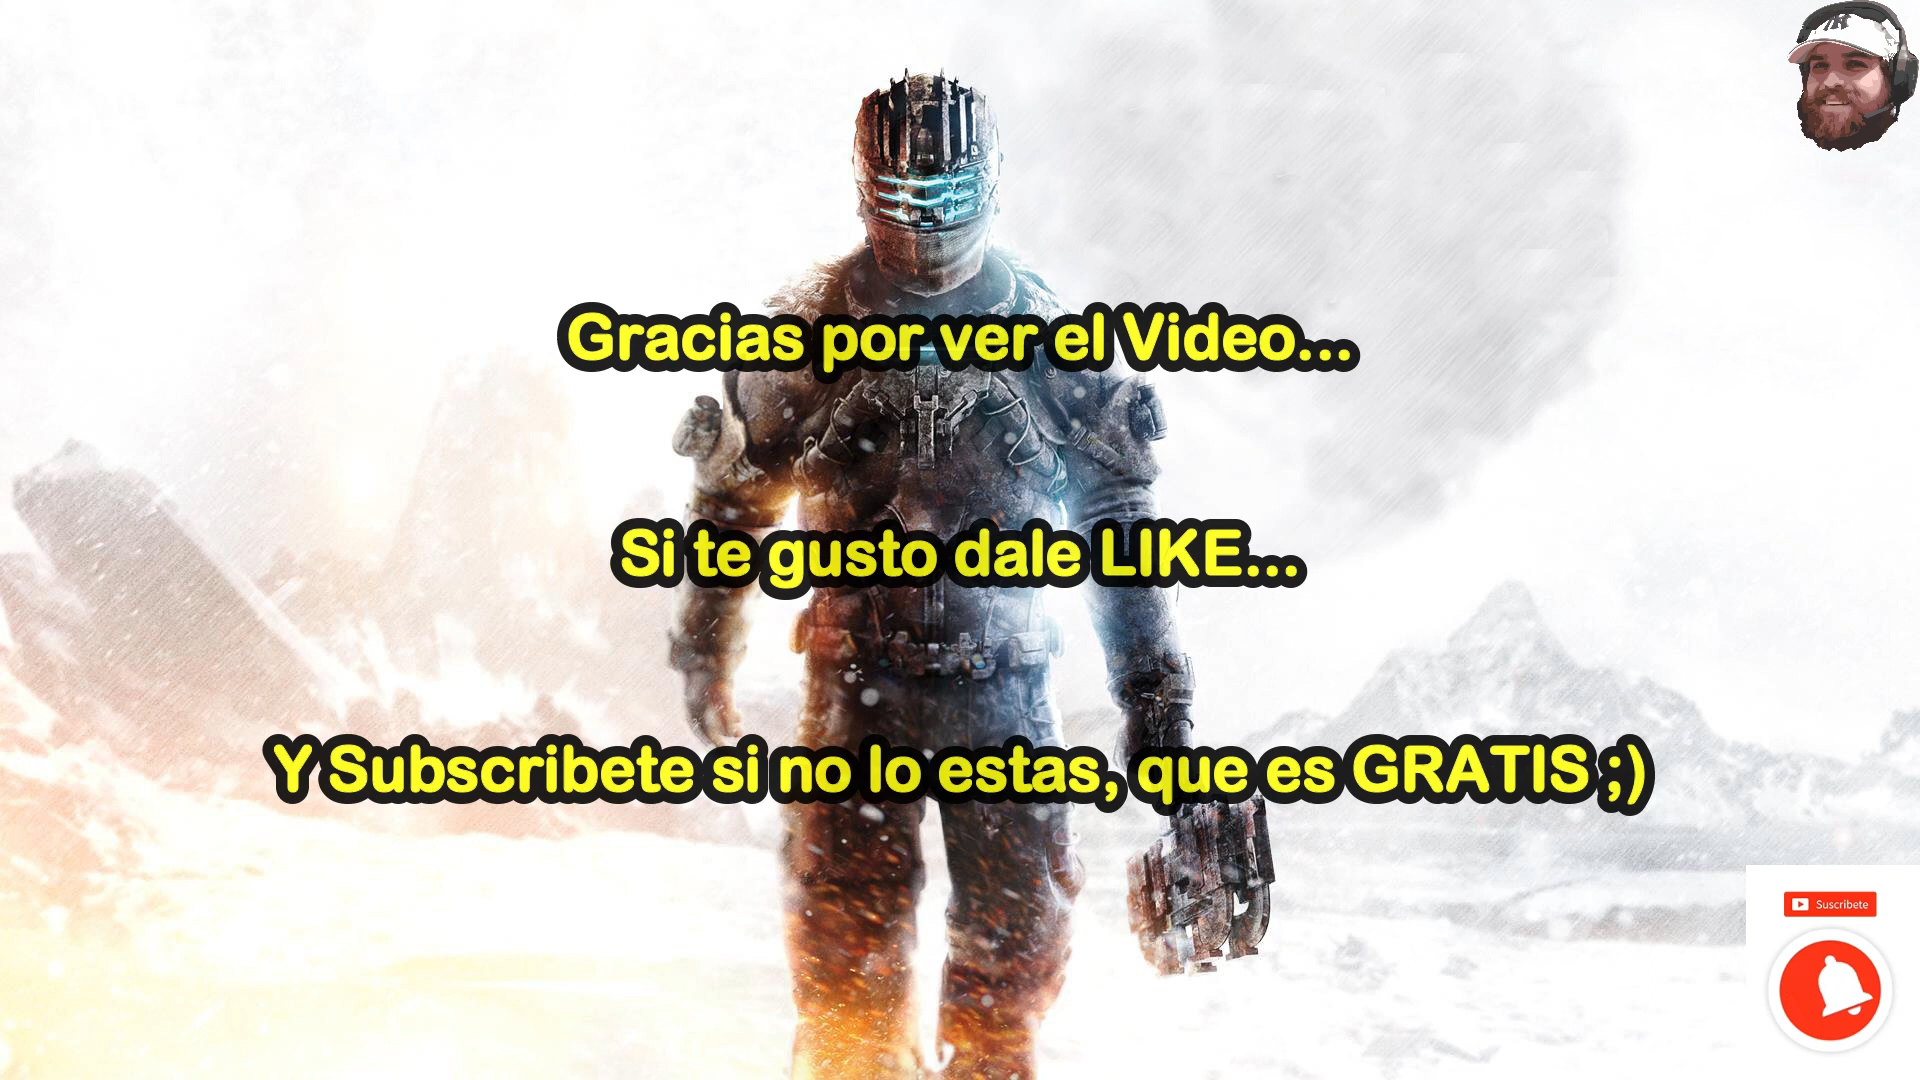 Gracias por ver el Video...
Si te gusto dale LIKE...
Y Subscribete si no lo estas, que es GRATIS ;)
Suscríbete